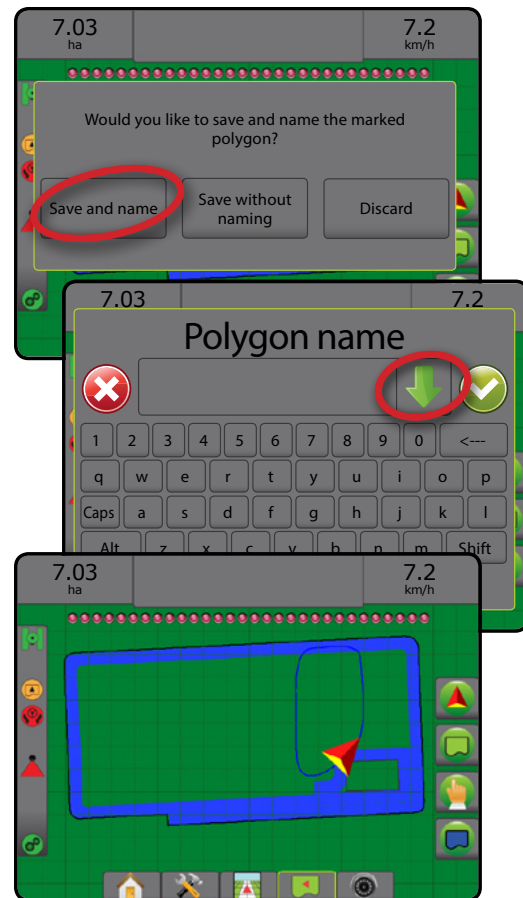 7.03 7.2
ha km/h
Would you like to save and name the marked
polygon?
Save and name Save without naming Discard
7.03 7.2
Polygon name
1 2 3 4 5 6 7 8 9 0 <---
q w e r t y u i o p
Caps a s d f g h j k l
Alt z x c v b n m Shift
7.03 7.2
ha km/h